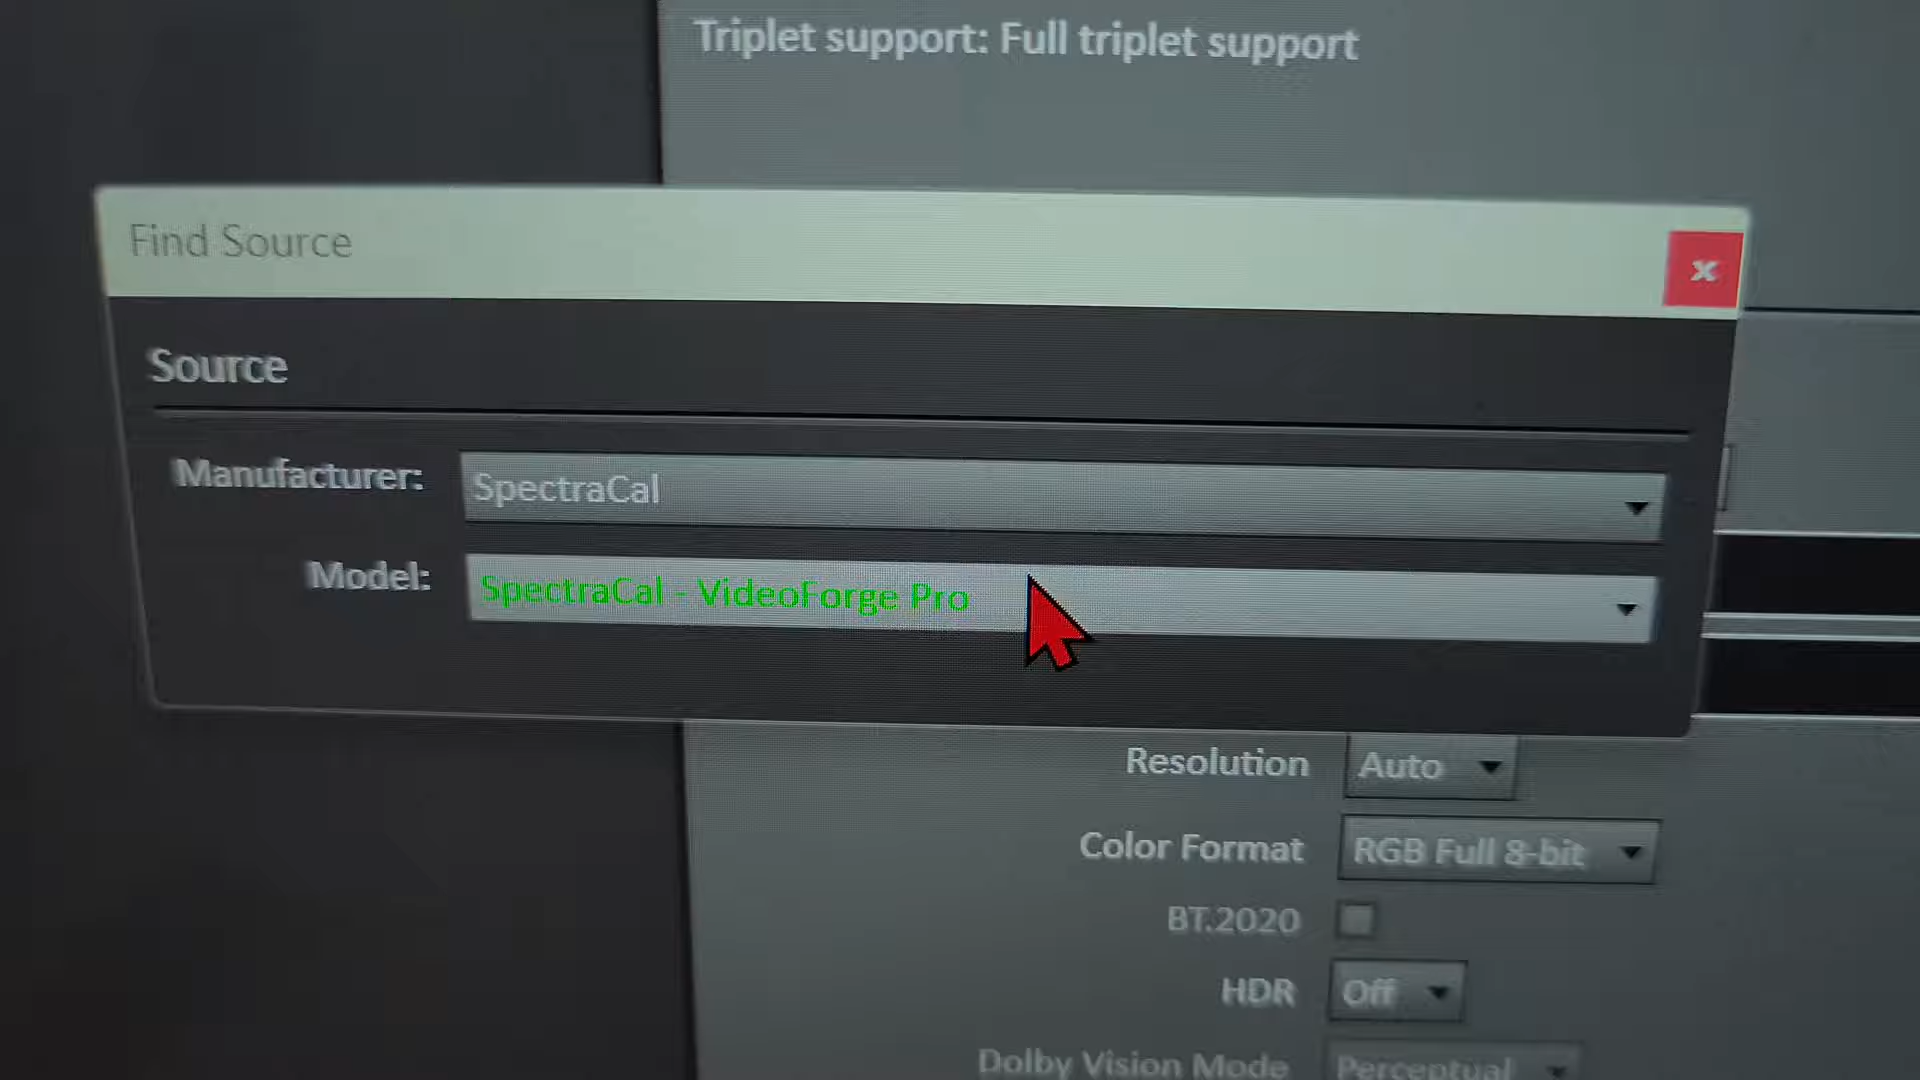 Triplet support: Full triplet support
Find Source
x
Source
Manufacturer: SpectraCal
Model: SpectraCal - VideoForge Pro
Resolution Auto
Color Format RGB Full 8-bit
BT.2020
HDR Off
Dolby Vision Mode Perceptual